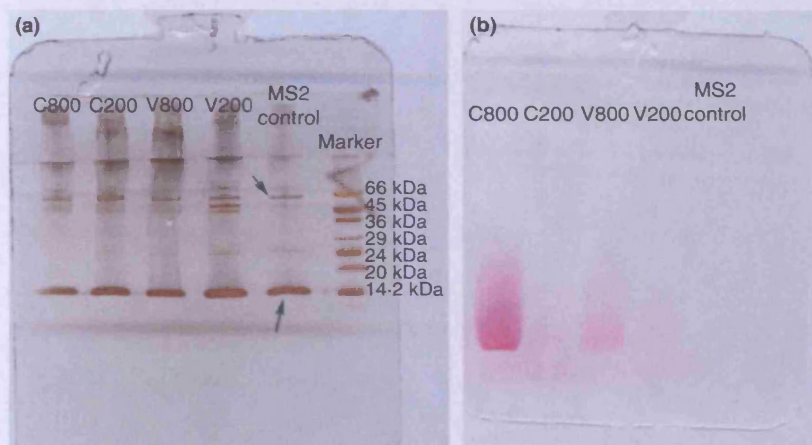 (a)
C800 C200 V800 V200 MS2 control
Marker
66 kDa
45 kDa
36 kDa
29 kDa
24 kDa
20 kDa
14·2 kDa
(b)
C800 C200 V800 V200 MS2 control